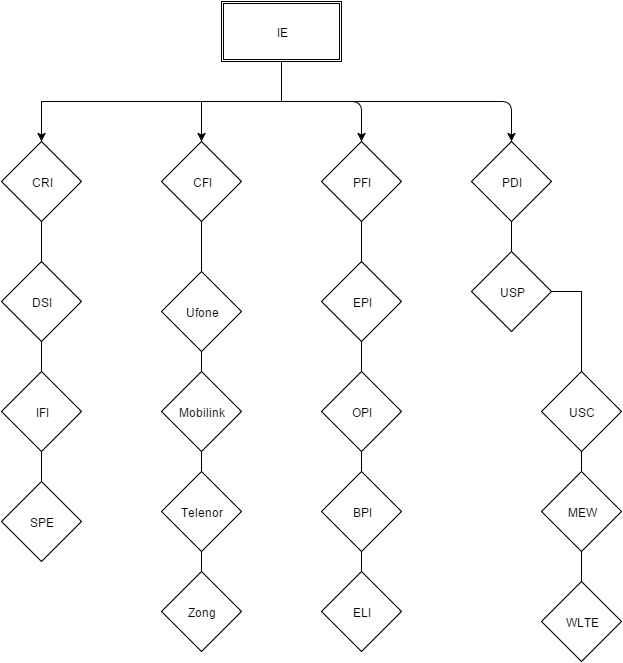 IE
CRI
CFI
PFI
PDI
DSI
Ufone
EPI
USP
IFI
Mobilink
OPI
USC
SPE
Telenor
BPI
MEW
Zong
ELI
WLTE